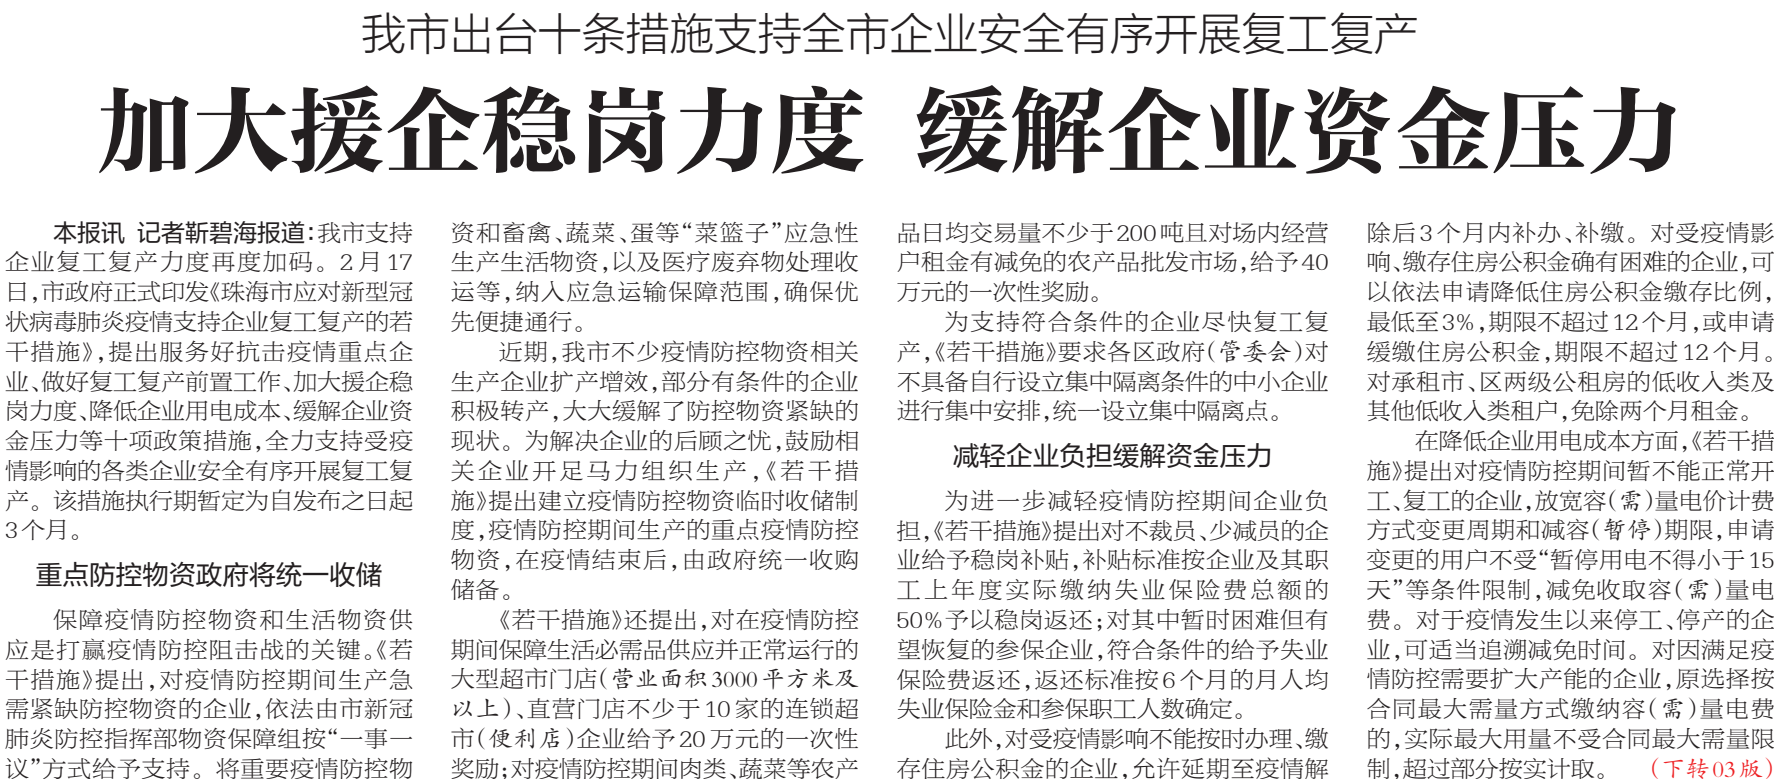 我市出台十条措施支持全市企业安全有序开展复工复产
加大援企稳岗力度 缓解企业资金压力
本报讯 记者靳碧海报道:我市支持
企业复工复产力度再度加码。2月17
日,市政府正式印发《珠海市应对新型冠
状病毒肺炎疫情支持企业复工复产的若
干措施》,提出服务好抗击疫情重点企
业、做好复工复产前置工作、加大援企稳
岗力度、降低企业用电成本、缓解企业资
金压力等十项政策措施,全力支持受疫
情影响的各类企业安全有序开展复工复
产。该措施执行期暂定为自发布之日起
3个月。
重点防控物资政府将统一收储
保障疫情防控物资和生活物资供
应是打赢疫情防控阻击战的关键。《若
干措施》提出,对疫情防控期间生产急
需紧缺防控物资的企业,依法由市新冠
肺炎防控指挥部物资保障组按“一事一
议”方式给予支持。将重要疫情防控物
资和畜禽、蔬菜、蛋等“菜篮子”应急性
生产生活物资,以及医疗废弃物处理收
运等,纳入应急运输保障范围,确保优
先便捷通行。
近期,我市不少疫情防控物资相关
生产企业扩产增效,部分有条件的企业
积极转产,大大缓解了防控物资紧缺的
现状。为解决企业的后顾之忧,鼓励相
关企业开足马力组织生产,《若干措
施》提出建立疫情防控物资临时收储制
度,疫情防控期间生产的重点疫情防控
物资,在疫情结束后,由政府统一收购
储备。
《若干措施》还提出,对在疫情防控
期间保障生活必需品供应并正常运行的
大型超市门店(营业面积3000平方米及
以上)、直营门店不少于10家的连锁超
市(便利店)企业给予20万元的一次性
奖励;对疫情防控期间肉类、蔬菜等农产
品日均交易量不少于200吨且对场内经营
户租金有减免的农产品批发市场,给予40
万元的一次性奖励。
为支持符合条件的企业尽快复工复
产,《若干措施》要求各区政府(管委会)对
不具备自行设立集中隔离条件的中小企业
进行集中安排,统一设立集中隔离点。
减轻企业负担缓解资金压力
为进一步减轻疫情防控期间企业负
担,《若干措施》提出对不裁员、少减员的企
业给予稳岗补贴,补贴标准按企业及其职
工上年度实际缴纳失业保险费总额的
50%予以稳岗返还;对其中暂时困难但有
望恢复的参保企业,符合条件的给予失业
保险费返还,返还标准按6个月的月人均
失业保险金和参保职工人数确定。
此外,对受疫情影响不能按时办理、缴
存住房公积金的企业,允许延期至疫情解
除后3个月内补办、补缴。对受疫情影
响、缴存住房公积金确有困难的企业,可
以依法申请降低住房公积金缴存比例,
最低至3%,期限不超过12个月,或申请
缓缴住房公积金,期限不超过12个月。
对承租市、区两级公租房的低收入类及
其他低收入类租户,免除两个月租金。
在降低企业用电成本方面,《若干措
施》提出对疫情防控期间暂不能正常开
工、复工的企业,放宽容(需)量电价计费
方式变更周期和减容(暂停)期限,申请
变更的用户不受“暂停用电不得小于15
天”等条件限制,减免收取容(需)量电
费。对于疫情发生以来停工、停产的企
业,可适当追溯减免时间。对因满足疫
情防控需要扩大产能的企业,原选择按
合同最大需量方式缴纳容(需)量电费
的,实际最大用量不受合同最大需量限
制,超过部分按实计取。 (下转03版)